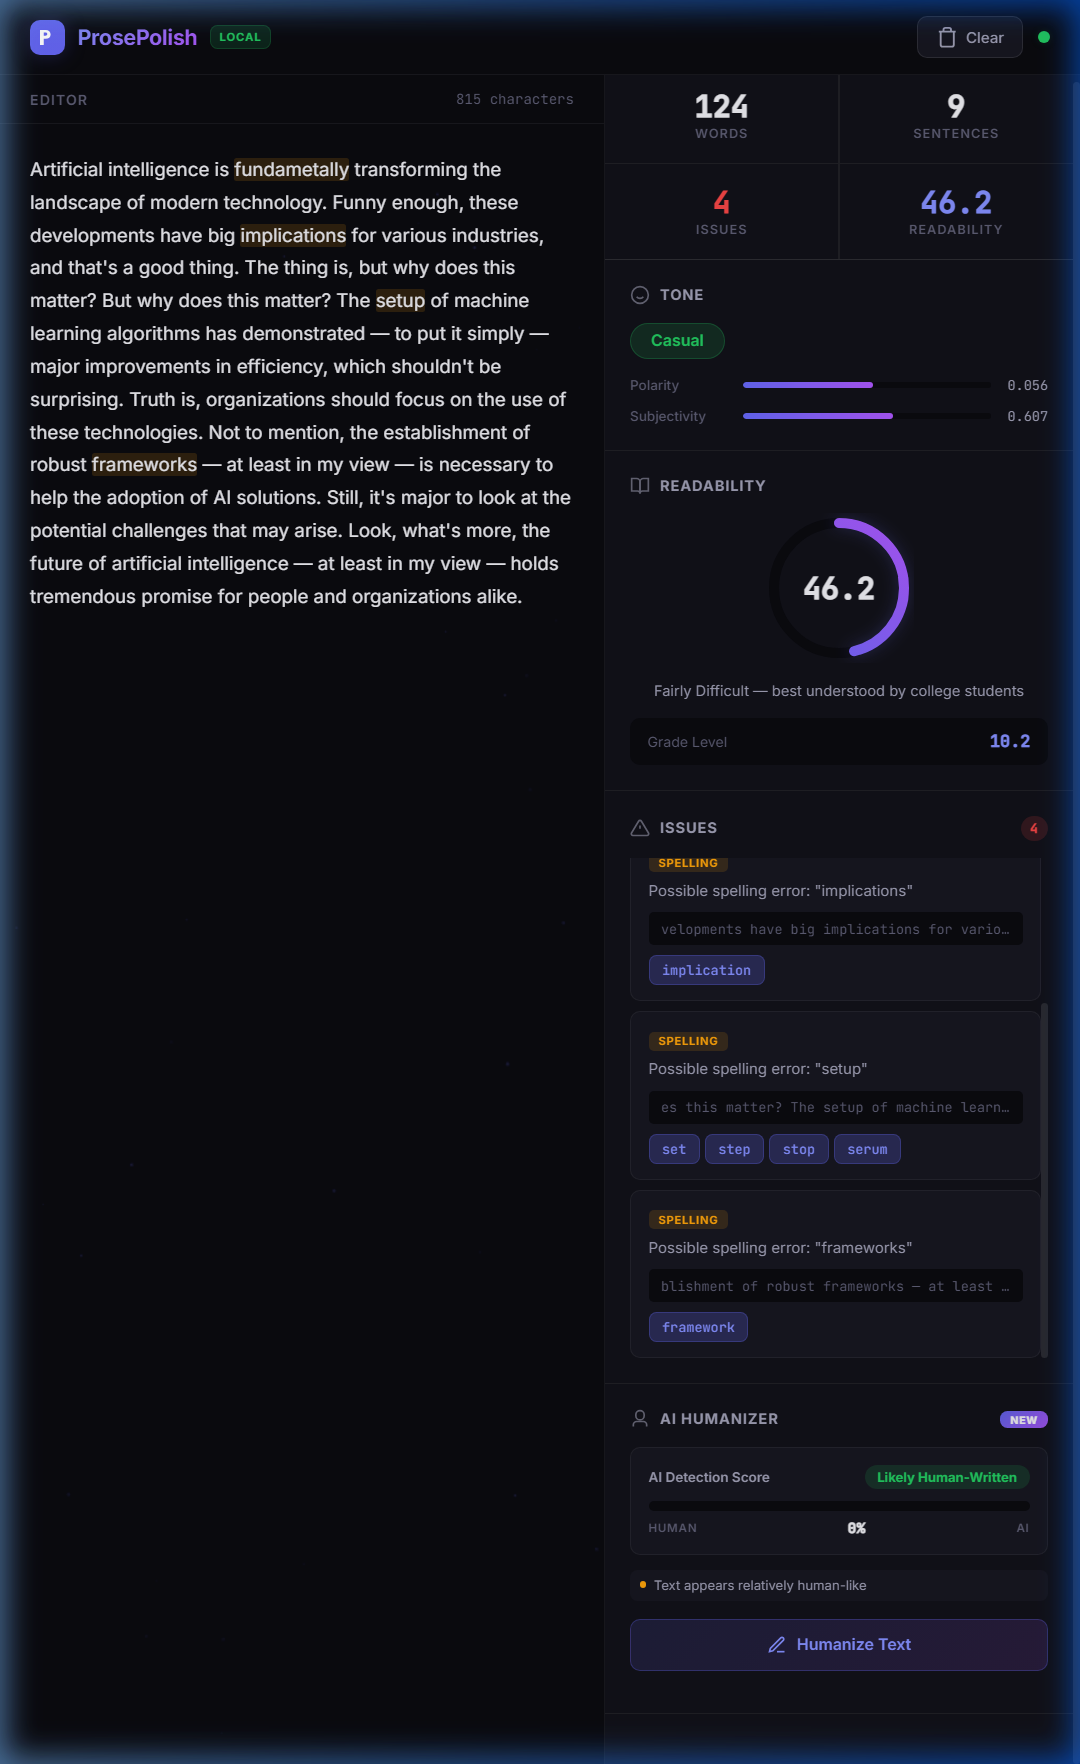 P ProsePolish LOCAL
Clear
EDITOR
815 characters
Artificial intelligence is fundametally transforming the
landscape of modern technology. Funny enough, these
developments have big implications for various industries,
and that's a good thing. The thing is, but why does this
matter? But why does this matter? The setup of machine
learning algorithms has demonstrated — to put it simply —
major improvements in efficiency, which shouldn't be
surprising. Truth is, organizations should focus on the use of
these technologies. Not to mention, the establishment of
robust frameworks — at least in my view — is necessary to
help the adoption of AI solutions. Still, it's major to look at the
potential challenges that may arise. Look, what's more, the
future of artificial intelligence — at least in my view — holds
tremendous promise for people and organizations alike.
124
WORDS
9
SENTENCES
4
ISSUES
46.2
READABILITY
TONE
Casual
Polarity 0.056
Subjectivity 0.607
READABILITY
46.2
Fairly Difficult — best understood by college students
Grade Level 10.2
ISSUES 4
SPELLING
Possible spelling error: "implications"
velopments have big implications for vario…
implication
SPELLING
Possible spelling error: "setup"
es this matter? The setup of machine learn…
set step stop serum
SPELLING
Possible spelling error: "frameworks"
blishment of robust frameworks — at least …
framework
AI HUMANIZER NEW
AI Detection Score Likely Human-Written
HUMAN 0% AI
Text appears relatively human-like
Humanize Text